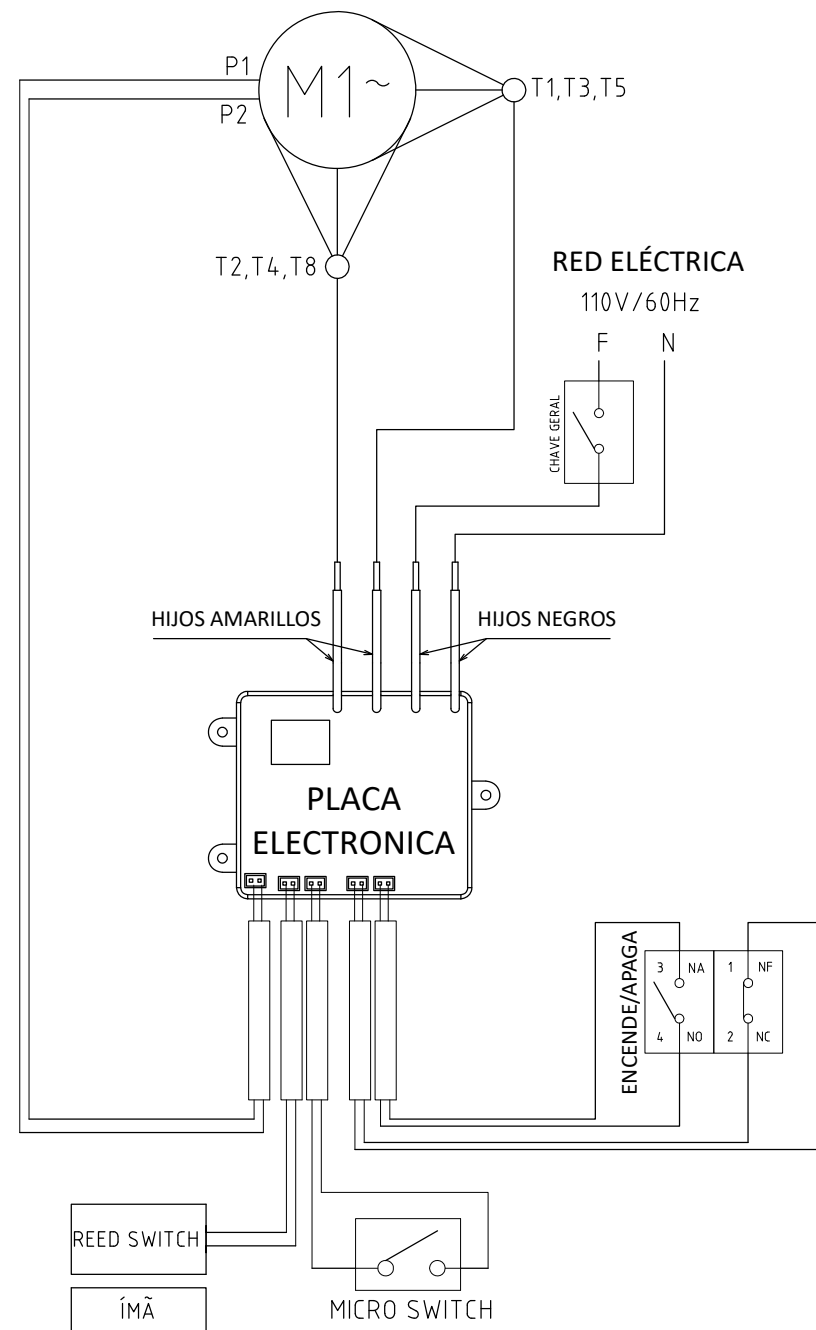 P1
M1~
T1,T3,T5
P2
T2,T4,T8
RED ELÉCTRICA
110V/60Hz
F N
CHAVE GERAL
HIJOS AMARILLOS
HIJOS NEGROS
PLACA
ELECTRONICA
ENCENDE/APAGA
3 NA 1 NF
4 NO 2 NC
REED SWITCH
ÍMÃ
MICRO SWITCH